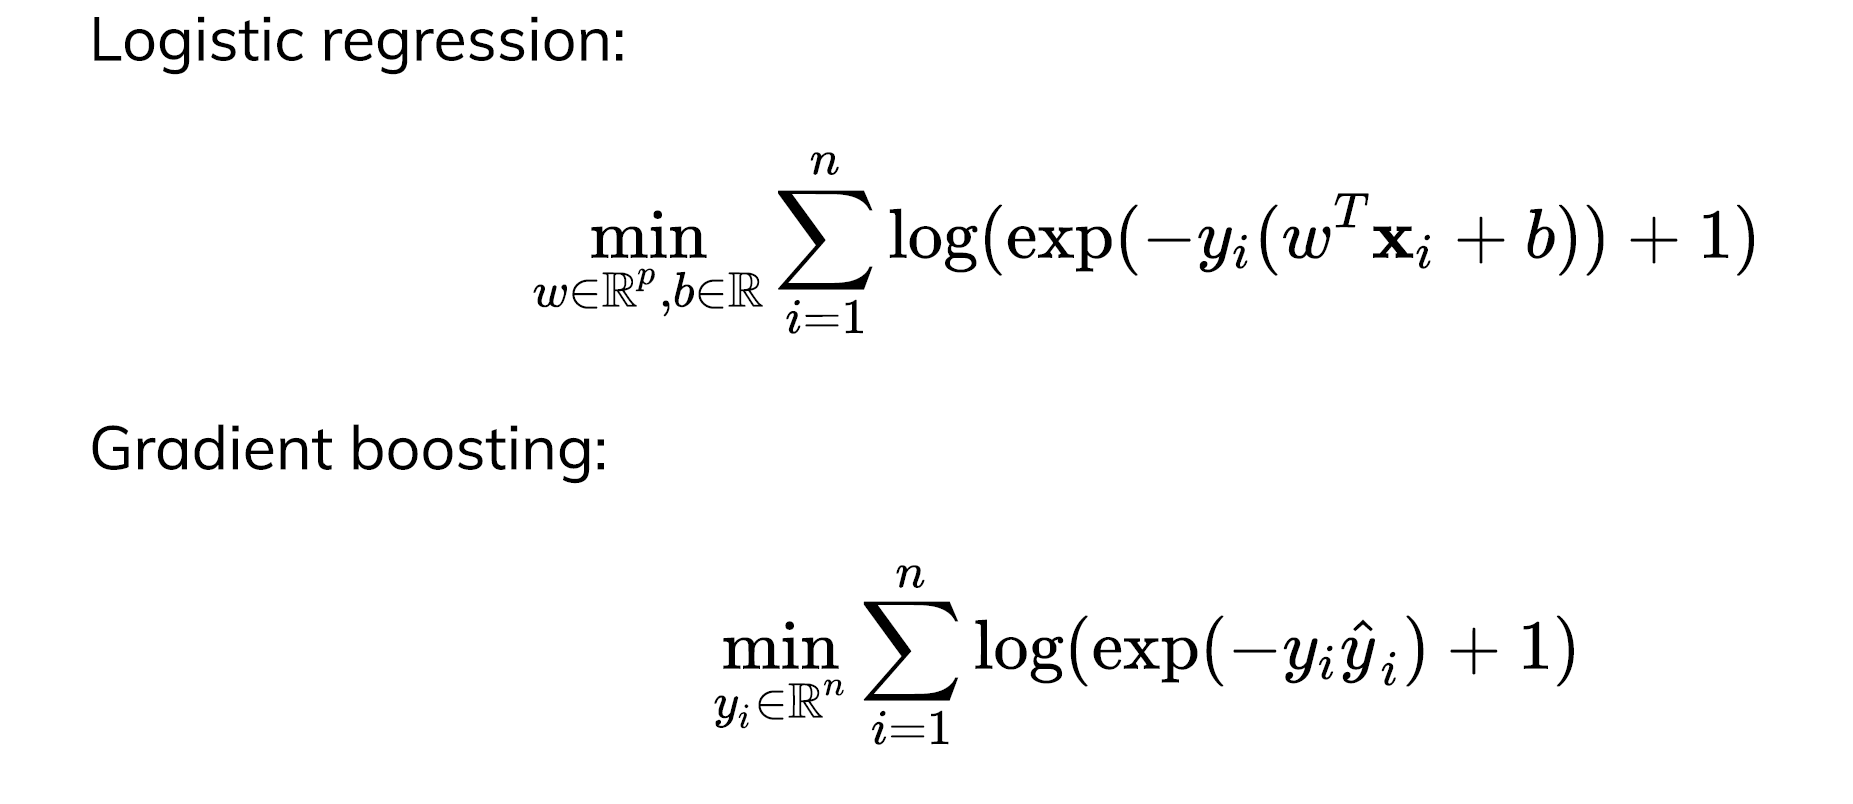 Logistic regression:
$$\min_{w \in \mathbb{R}^p, b \in \mathbb{R}} \sum_{i=1}^{n} \log(\exp(-y_i(w^T \mathbf{x}_i + b)) + 1)$$
Gradient boosting:
$$\min_{y_i \in \mathbb{R}^n} \sum_{i=1}^{n} \log(\exp(-y_i \hat{y}_i) + 1)$$